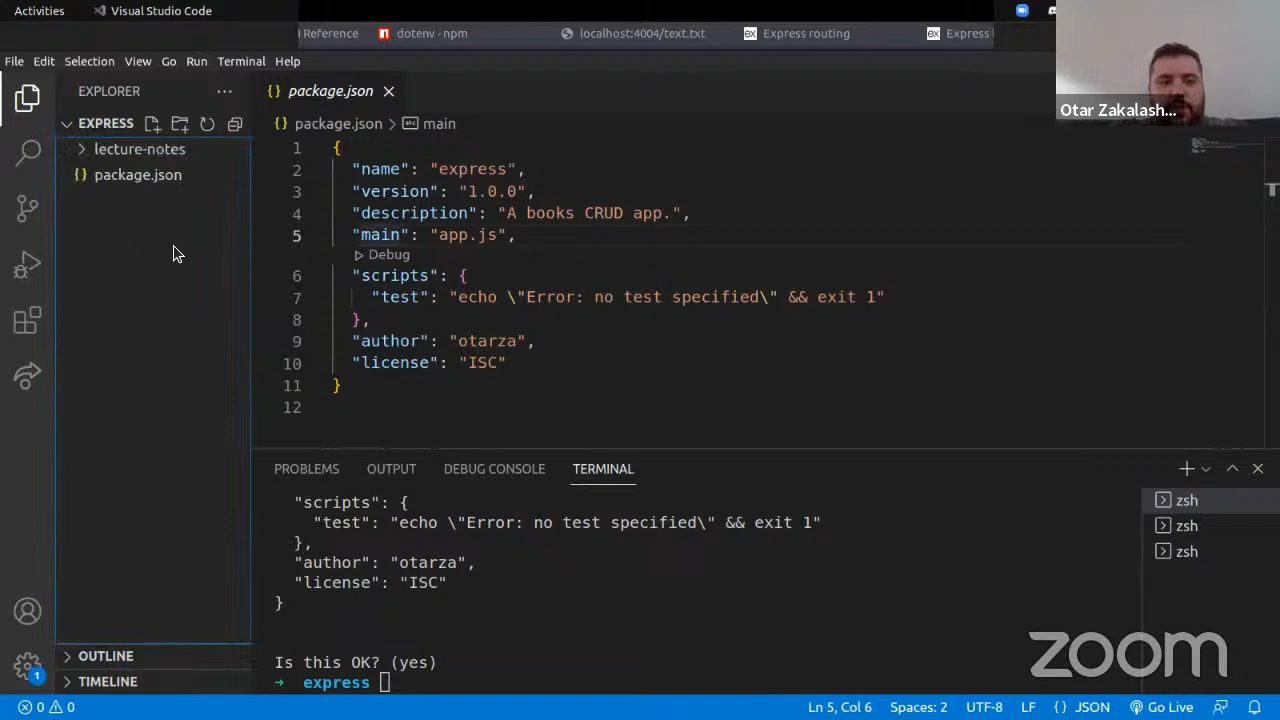 Activities
Visual Studio Code
Reference
dotenv - npm
localhost:4004/text.txt
ex Express routing
ex Express
File Edit Selection View Go Run Terminal Help
EXPLORER
EXPRESS
lecture-notes
{} package.json
{} package.json
{} package.json > main
1 {
2 "name": "express",
3 "version": "1.0.0",
4 "description": "A books CRUD app.",
5 "main": "app.js",
Debug
6 "scripts": {
7 "test": "echo \"Error: no test specified\" && exit 1"
8 },
9 "author": "otarza",
10 "license": "ISC"
11 }
12
Otar Zakalash...
PROBLEMS OUTPUT DEBUG CONSOLE TERMINAL
"scripts": {
"test": "echo \"Error: no test specified\" && exit 1"
},
"author": "otarza",
"license": "ISC"
}
Is this OK? (yes)
→ express
zsh
zsh
zsh
OUTLINE
TIMELINE
1
zoom
0 0
Ln 5, Col 6 Spaces: 2 UTF-8 LF {} JSON Go Live